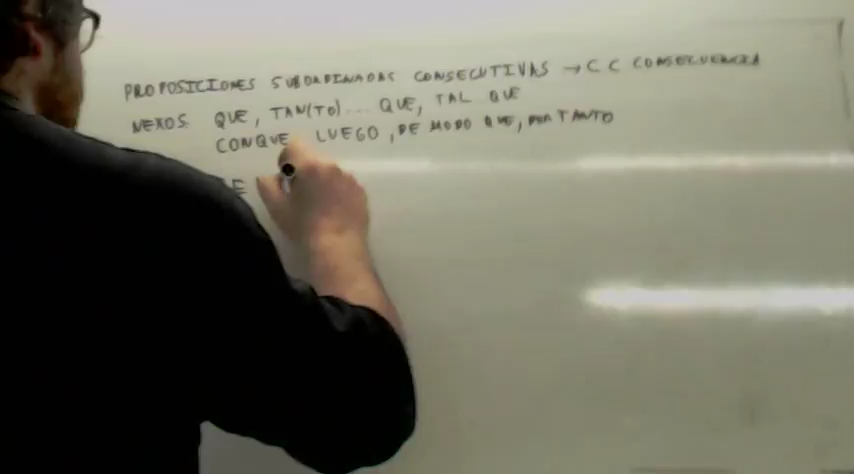 PROPOSICIONES SUBORDINADAS CONSECUTIVAS → C C CONSECUENCIA
NEXOS: QUE, TAN(TO)... QUE, TAL QUE
CONQUE, LUEGO, DE MODO QUE, POR TANTO